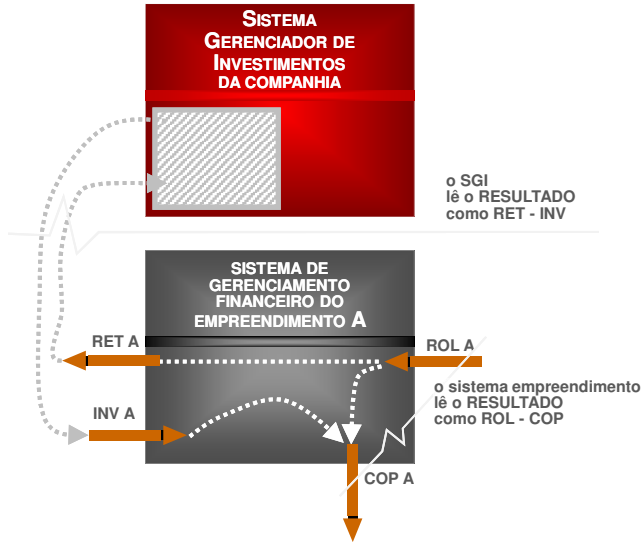 SISTEMA
GERENCIADOR DE
INVESTIMENTOS
DA COMPANHIA
o SGI
lê o RESULTADO
como RET - INV
SISTEMA DE
GERENCIAMENTO
FINANCEIRO DO
EMPREENDIMENTO A
RET A
ROL A
o sistema empreendimento
lê o RESULTADO
como ROL - COP
INV A
COP A